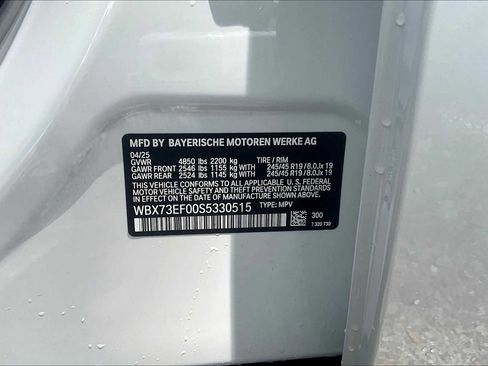 MFD BY BAYERISCHE MOTOREN WERKE AG
04/25
GVWR 4850 lbs 2200 kg TIRE / RIM
GAWR FRONT 2546 lbs 1155 kg WITH 245/45 R19 / 8.0Jx 19
GAWR REAR 2524 lbs 1145 kg WITH 245/45 R19 / 8.0Jx 19
THIS VEHICLE CONFORMS TO ALL APPLICABLE U.S. FEDERAL
MOTOR VEHICLE SAFETY, BUMPER, AND THEFT
PREVENTION STANDARDS
IN EFFECT ON THE DATE OF MANUFACTURE SHOWN ABOVE.
WBX73EF00S5330515 TYPE: MPV
300
7 320 730